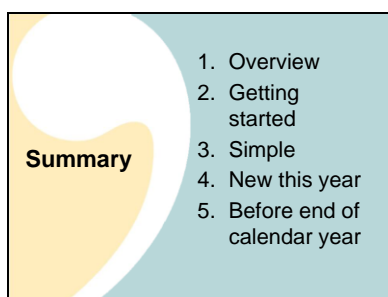 Summary
1. Overview
2. Getting
started
3. Simple
4. New this year
5. Before end of
calendar year